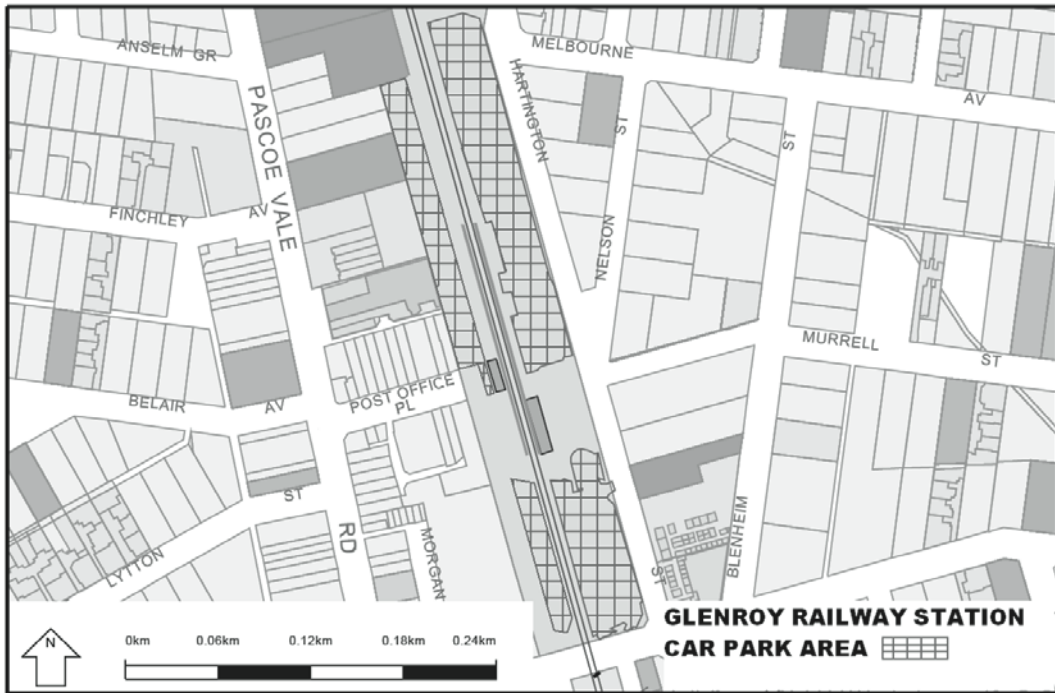 ANSELM GR
MELBOURNE
AV
PASCOE VALE
HARTINGTON
ST
ST
FINCHLEY
AV
NELSON
MURRELL
ST
BELAIR
AV
POST OFFICE
PL
ST
LYTTON
RD
MORGAN
BLENHEIM
ST
GLENROY RAILWAY STATION
CAR PARK AREA
N
0km 0.06km 0.12km 0.18km 0.24km